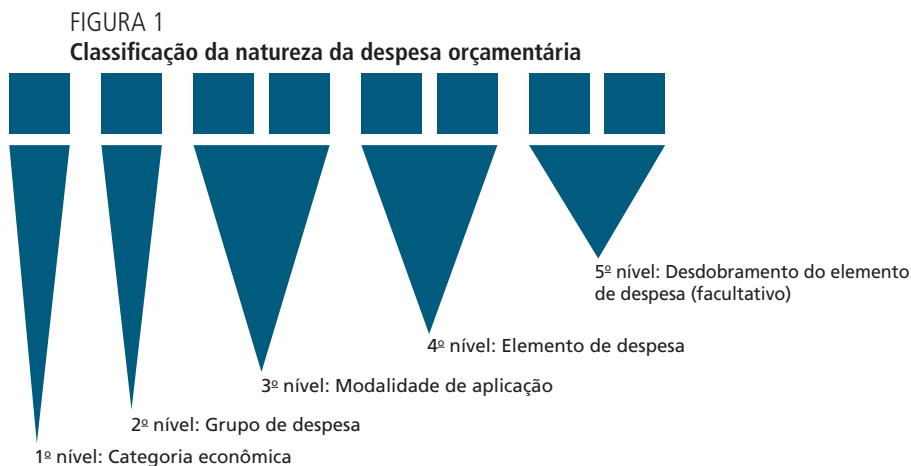 FIGURA 1
Classificação da natureza da despesa orçamentária
5º nível: Desdobramento do elemento
de despesa (facultativo)
4º nível: Elemento de despesa
3º nível: Modalidade de aplicação
2º nível: Grupo de despesa
1º nível: Categoria econômica